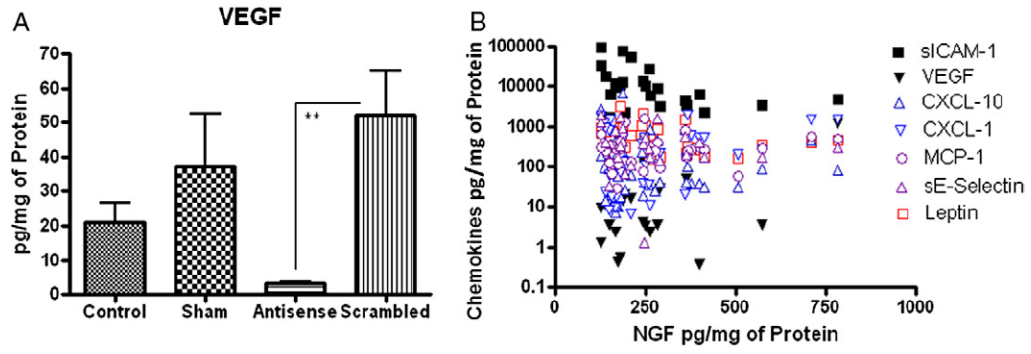 A
VEGF
pg/mg of Protein
70
60
50
40
30
20
10
0
**
Control Sham Antisense Scrambled
B
Chemokines pg/mg of Protein
100000
10000
1000
100
10
1
0.1
0 250 500 750 1000
NGF pg/mg of Protein
sICAM-1
VEGF
CXCL-10
CXCL-1
MCP-1
sE-Selectin
Leptin